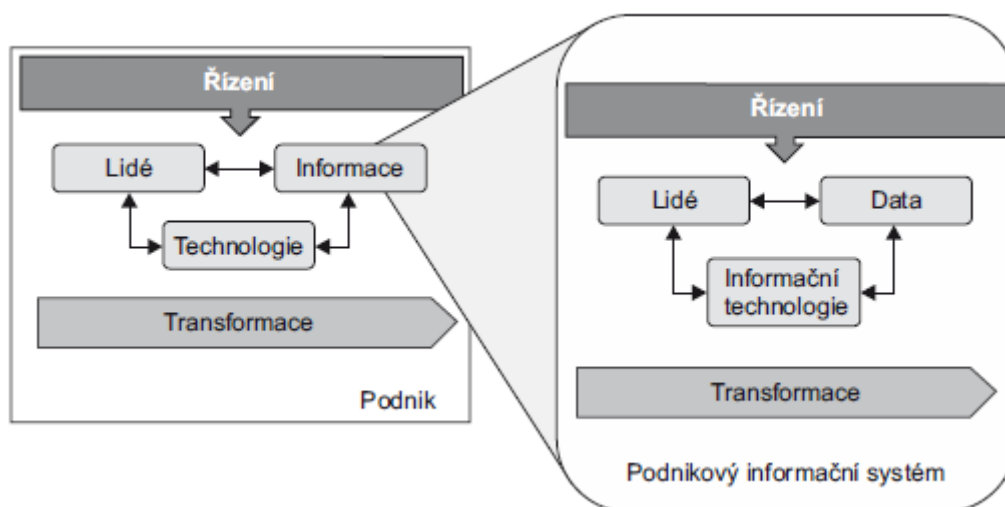 Řízení
Lidé
Informace
Technologie
Transformace
Podnik
Řízení
Lidé
Data
Informační
technologie
Transformace
Podnikový informační systém